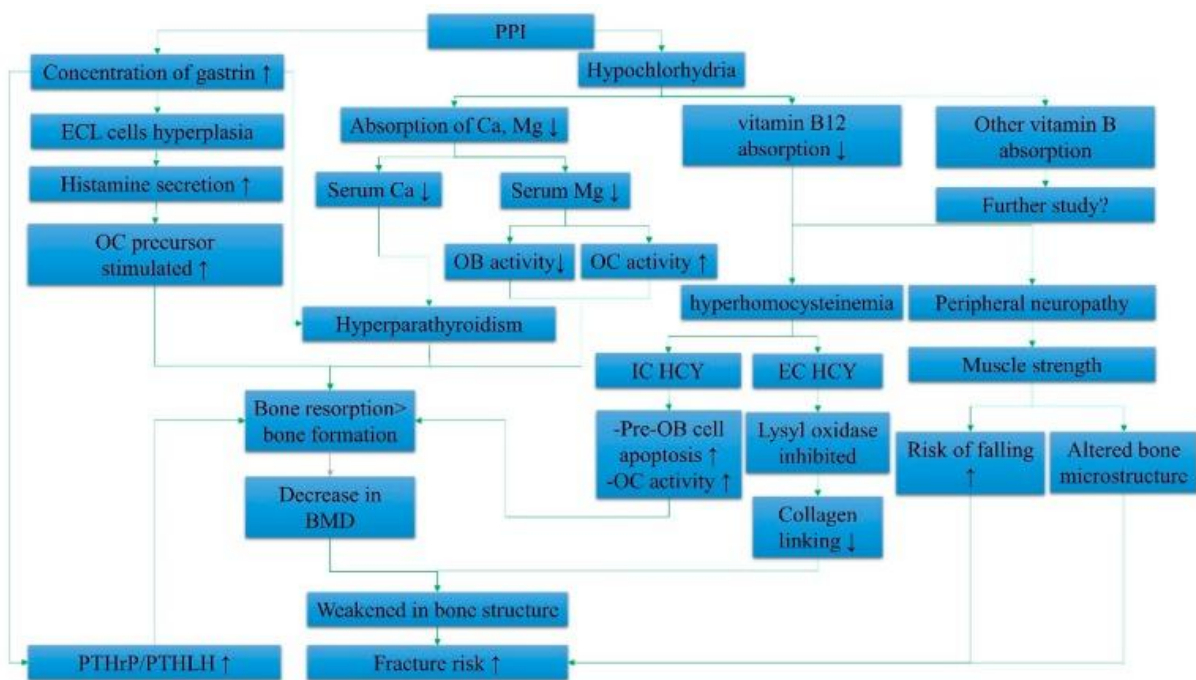 PPI
Concentration of gastrin ↑
Hypochlorhydria
ECL cells hyperplasia
Absorption of Ca, Mg ↓
vitamin B12
absorption ↓
Other vitamin B
absorption
Histamine secretion ↑
Serum Ca ↓
Serum Mg ↓
Further study?
OC precursor
stimulated ↑
OB activity↓
OC activity ↑
hyperhomocysteinemia
Peripheral neuropathy
Hyperparathyroidism
IC HCY
EC HCY
Muscle strength
Bone resorption>
bone formation
-Pre-OB cell
apoptosis ↑
-OC activity ↑
Lysyl oxidase
inhibited
Risk of falling
↑
Altered bone
microstructure
Decrease in
BMD
Collagen
linking ↓
Weakened in bone structure
PTHrP/PTHLH ↑
Fracture risk ↑